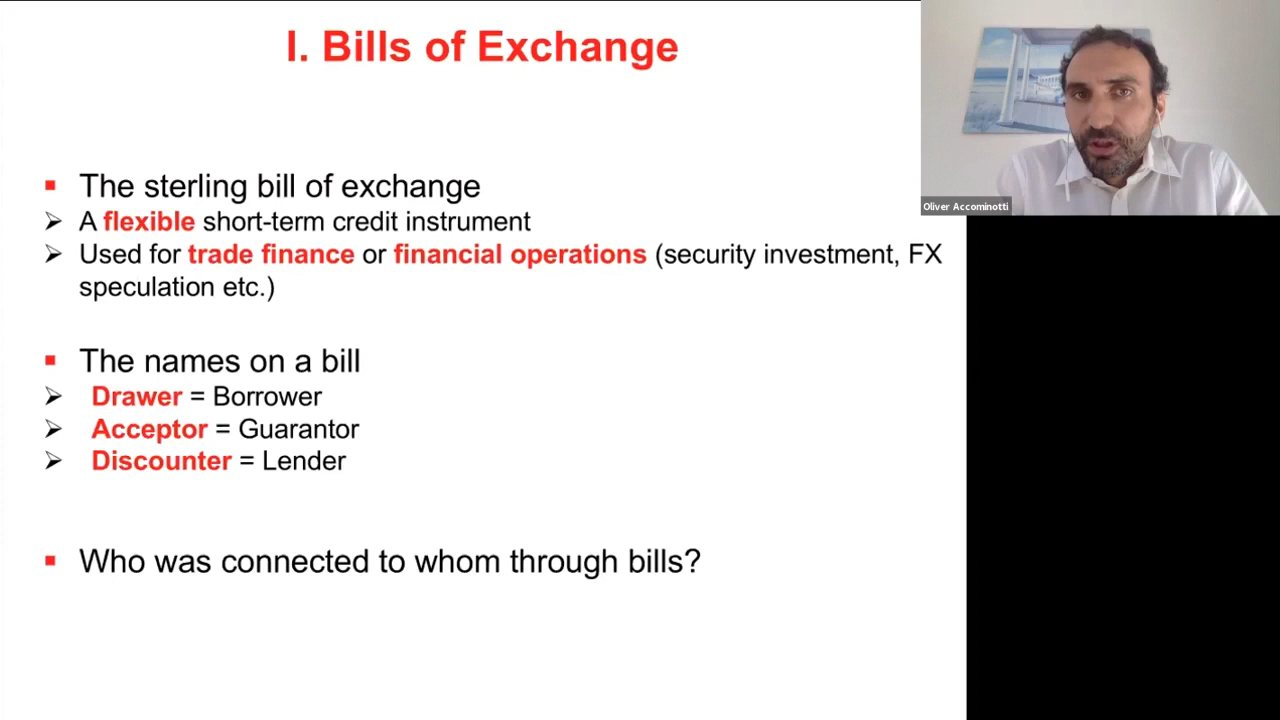 I. Bills of Exchange
Oliver Accominotti
▪ The sterling bill of exchange
➢ A flexible short-term credit instrument
➢ Used for trade finance or financial operations (security investment, FX
speculation etc.)
▪ The names on a bill
➢ Drawer = Borrower
➢ Acceptor = Guarantor
➢ Discounter = Lender
▪ Who was connected to whom through bills?